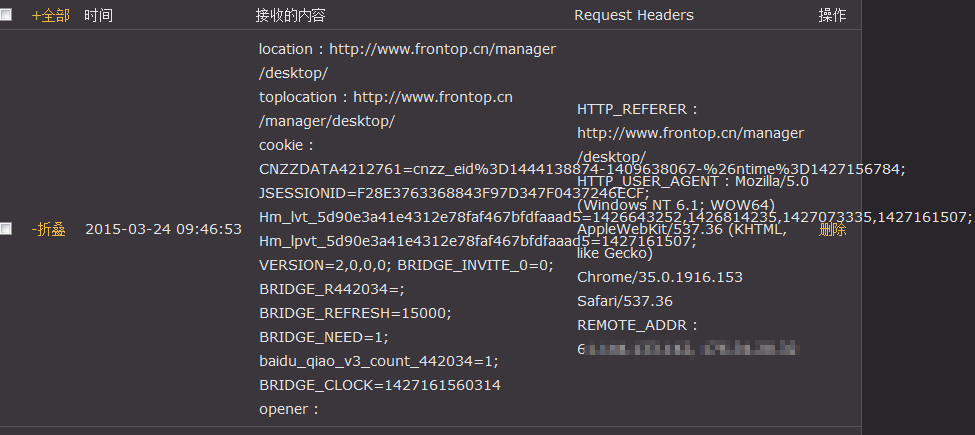 +全部 时间 接收的内容 Request Headers 操作
-折叠 2015-03-24 09:46:53
location : http://www.frontop.cn/manager
/desktop/
toplocation : http://www.frontop.cn
/manager/desktop/
cookie :
CNZZDATA4212761=cnzz_eid%3D1444138874-1409638067-%26ntime%3D1427156784;
JSESSIONID=F28E3763368843F97D347F0437246ECF;
Hm_lvt_5d90e3a41e4312e78faf467bfdfaaad5=1426643252,1426814235,1427073335,1427161507;
Hm_lpvt_5d90e3a41e4312e78faf467bfdfaaad5=1427161507;
VERSION=2,0,0,0; BRIDGE_INVITE_0=0;
BRIDGE_R442034=;
BRIDGE_REFRESH=15000;
BRIDGE_NEED=1;
baidu_qiao_v3_count_442034=1;
BRIDGE_CLOCK=1427161560314
opener :
HTTP_REFERER :
http://www.frontop.cn/manager
/desktop/
HTTP_USER_AGENT : Mozilla/5.0
(Windows NT 6.1; WOW64)
AppleWebKit/537.36 (KHTML,
like Gecko)
Chrome/35.0.1916.153
Safari/537.36
REMOTE_ADDR :
6
删除